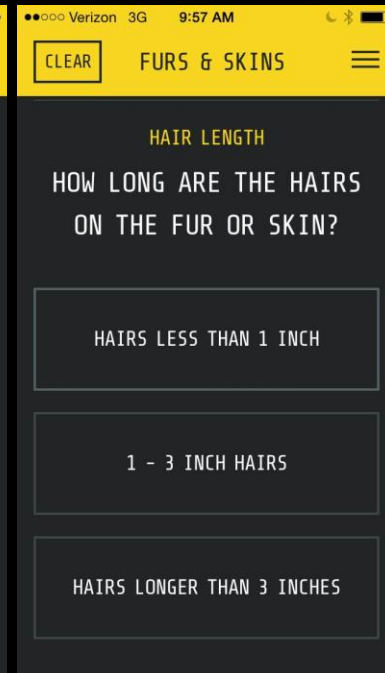 Verizon 3G 9:57 AM
CLEAR FURS & SKINS
HAIR LENGTH
HOW LONG ARE THE HAIRS
ON THE FUR OR SKIN?
HAIRS LESS THAN 1 INCH
1 - 3 INCH HAIRS
HAIRS LONGER THAN 3 INCHES